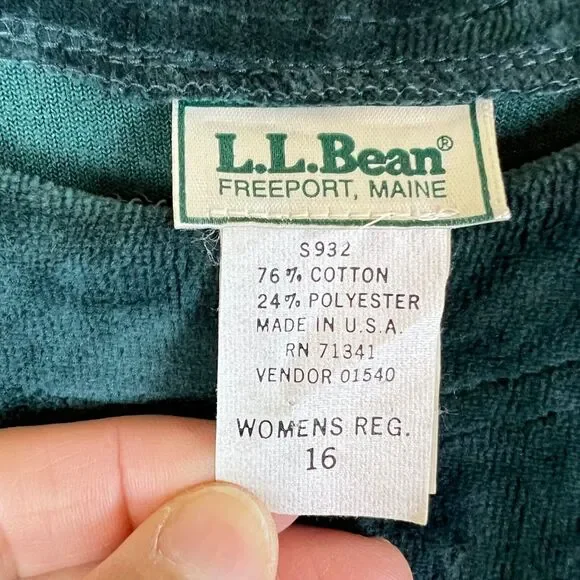 L.L.Bean®
FREEPORT, MAINE
S932
76% COTTON
24% POLYESTER
MADE IN U.S.A.
RN 71341
VENDOR 01540
WOMENS REG.
16